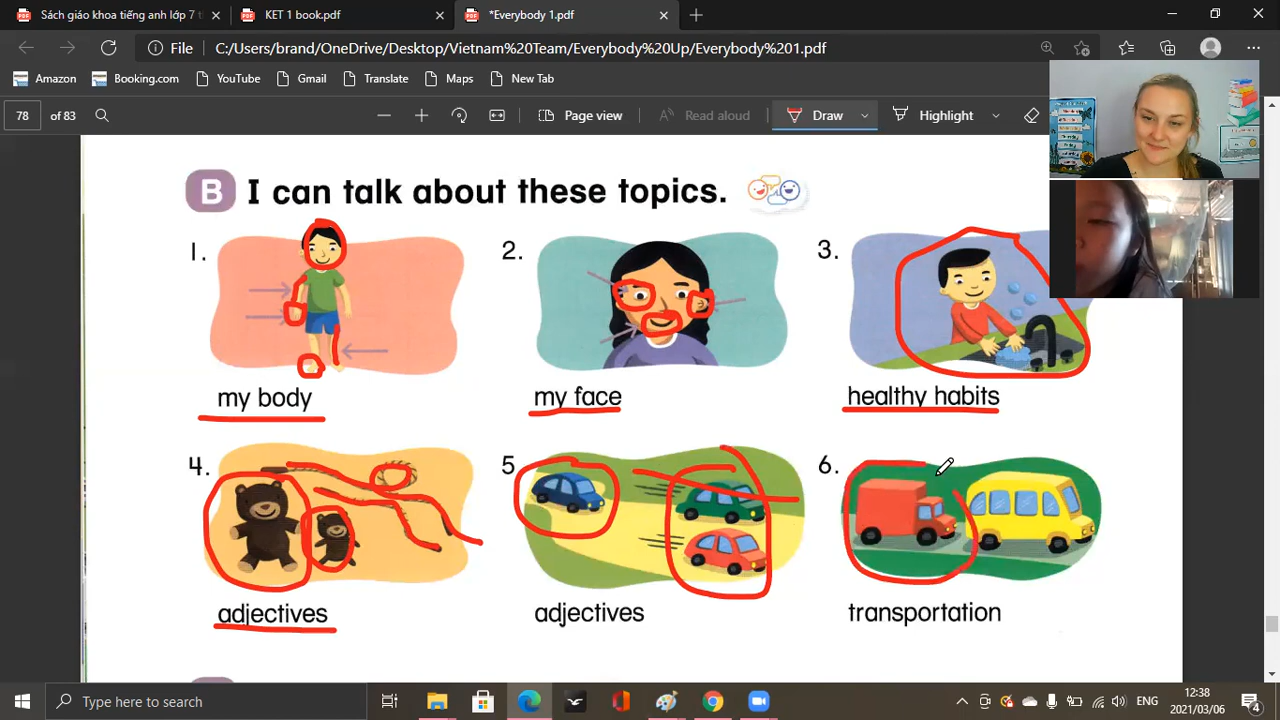 Sách giáo khoa tiếng anh lớp 7 t
KET 1 book.pdf
*Everybody 1.pdf
File
C:/Users/brand/OneDrive/Desktop/Vietnam%20Team/Everybody%20Up/Everybody%201.pdf
Amazon
Booking.com
YouTube
Gmail
Translate
Maps
New Tab
78 of 83
Page view
Read aloud
Draw
Highlight
B I can talk about these topics.
1.
2.
3.
my body
my face
healthy habits
4.
5
6.
adjectives
adjectives
transportation
Type here to search
ENG
12:38
2021/03/06
4